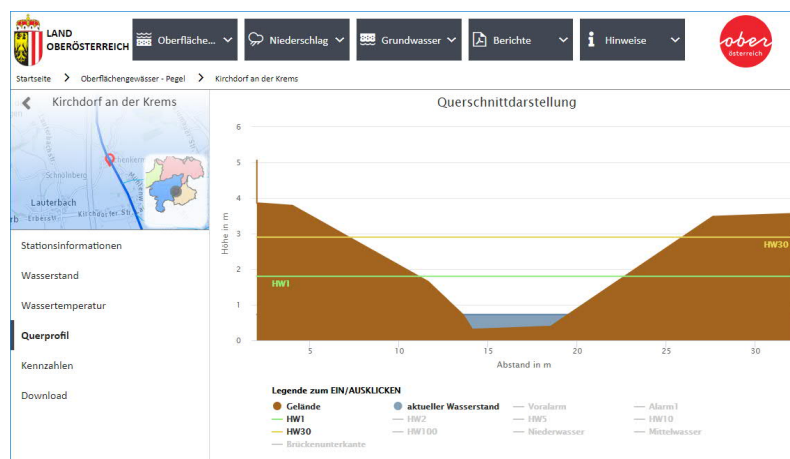 LAND
OBERÖSTERREICH
Oberfläche...
Niederschlag
Grundwasser
Berichte
Hinweise
ober
österreich
Startseite > Oberflächengewässer - Pegel > Kirchdorf an der Krems
Kirchdorf an der Krems
Lauterbach
Kirchdorfer Str.
Stationsinformationen
Wasserstand
Wassertemperatur
Querprofil
Kennzahlen
Download
Querschnittdarstellung
Höhe in m
6
5
4
3
2
1
0
HW30
HW1
5 10 15 20 25 30
Abstand in m
Legende zum EIN/AUSKLICKEN
Gelände aktueller Wasserstand Voralarm Alarm1
HW1 HW2 HW5 HW10
HW30 HW100 Niederwasser Mittelwasser
Brückenunterkante